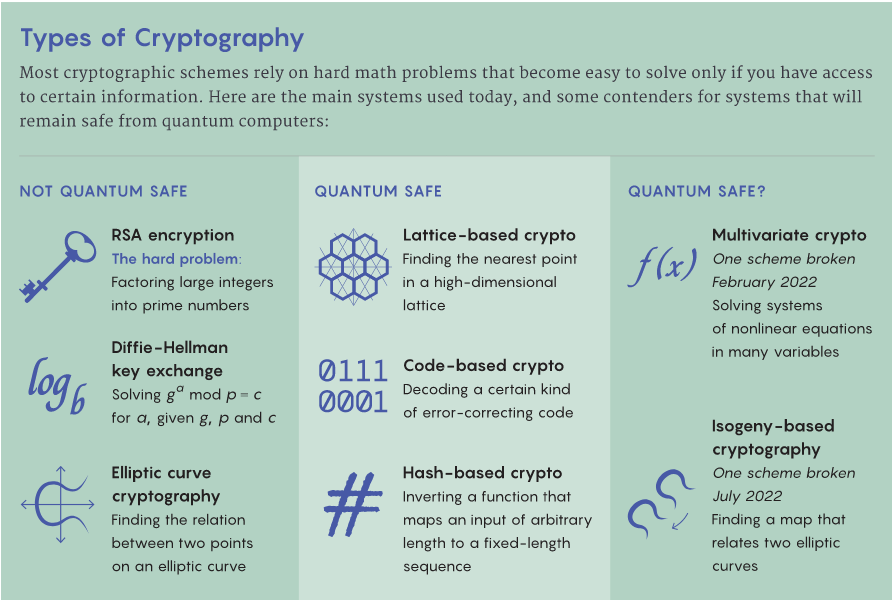 Types of Cryptography
Most cryptographic schemes rely on hard math problems that become easy to solve only if you have access
to certain information. Here are the main systems used today, and some contenders for systems that will
remain safe from quantum computers:
NOT QUANTUM SAFE
RSA encryption
The hard problem:
Factoring large integers
into prime numbers
log_b
Diffie-Hellman
key exchange
Solving g^a mod p = c
for a, given g, p and c
Elliptic curve
cryptography
Finding the relation
between two points
on an elliptic curve
QUANTUM SAFE
Lattice-based crypto
Finding the nearest point
in a high-dimensional
lattice
0111
0001
Code-based crypto
Decoding a certain kind
of error-correcting code
#
Hash-based crypto
Inverting a function that
maps an input of arbitrary
length to a fixed-length
sequence
QUANTUM SAFE?
f(x)
Multivariate crypto
One scheme broken
February 2022
Solving systems
of nonlinear equations
in many variables
Isogeny-based
cryptography
One scheme broken
July 2022
Finding a map that
relates two elliptic
curves